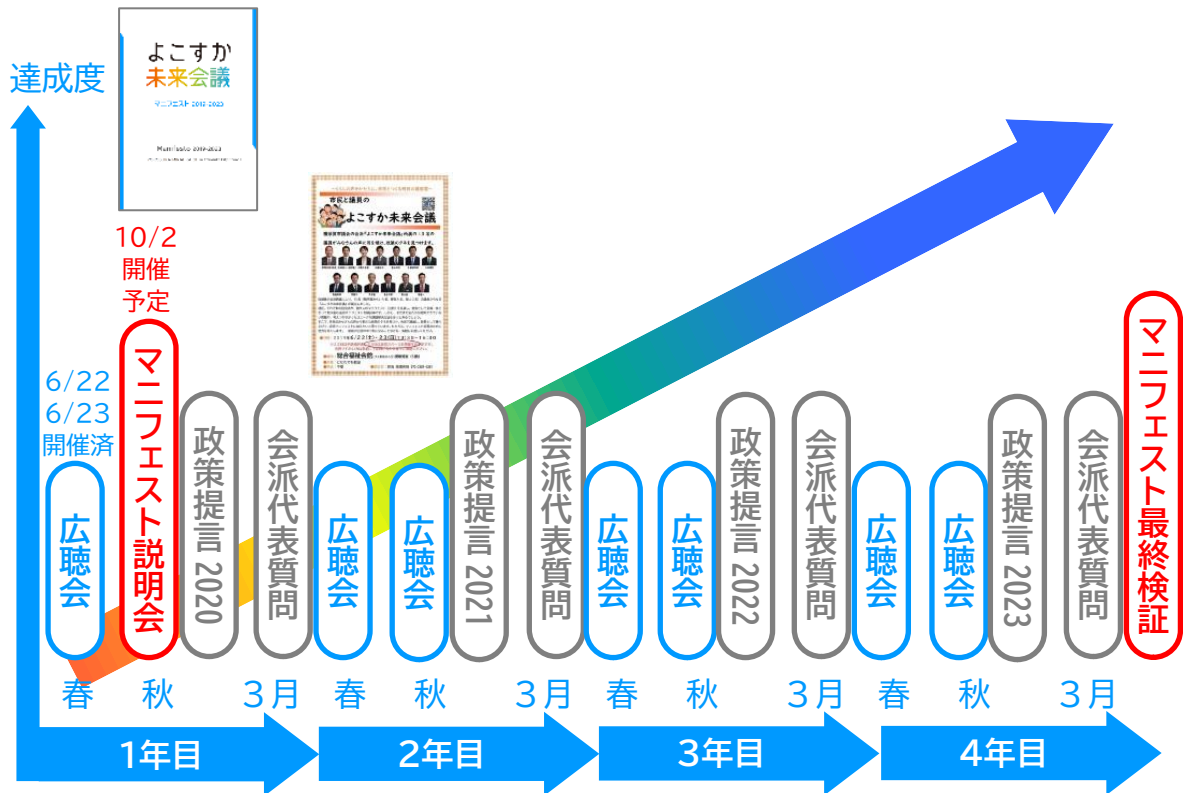 達成度
よこすか
未来会議
マニフェスト 2019-2023
Manifesto 2019-2023
市民と議員の
よこすか未来会議
10/2
開催
予定
6/22
6/23
開催済
広聴会
マニフェスト説明会
政策提言 2020
会派代表質問
広聴会
広聴会
政策提言 2021
会派代表質問
広聴会
広聴会
政策提言 2022
会派代表質問
広聴会
広聴会
政策提言 2023
会派代表質問
マニフェスト最終検証
春 秋 3月 春 秋 3月 春 秋 3月 春 秋 3月
1年目 2年目 3年目 4年目